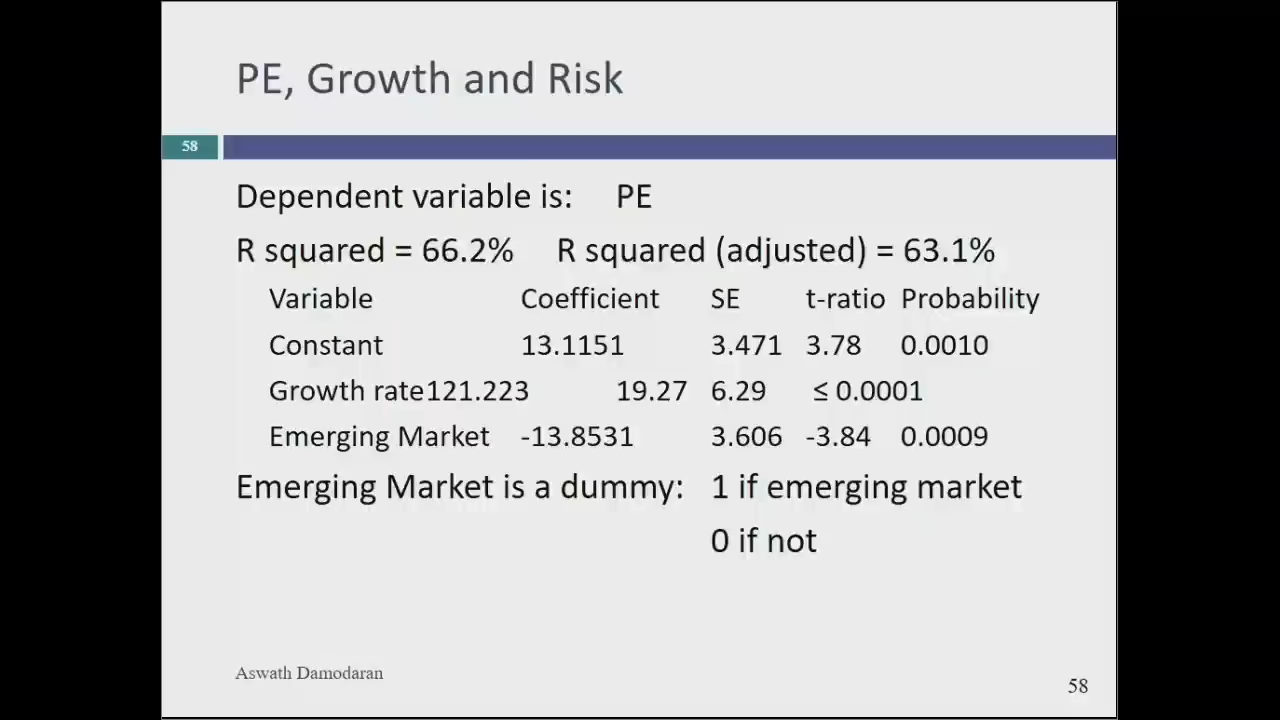 PE, Growth and Risk
58
Dependent variable is: PE
R squared = 66.2% R squared (adjusted) = 63.1%
Variable Coefficient SE t-ratio Probability
Constant 13.1151 3.471 3.78 0.0010
Growth rate121.223 19.27 6.29 ≤ 0.0001
Emerging Market -13.8531 3.606 -3.84 0.0009
Emerging Market is a dummy: 1 if emerging market
0 if not
Aswath Damodaran
58